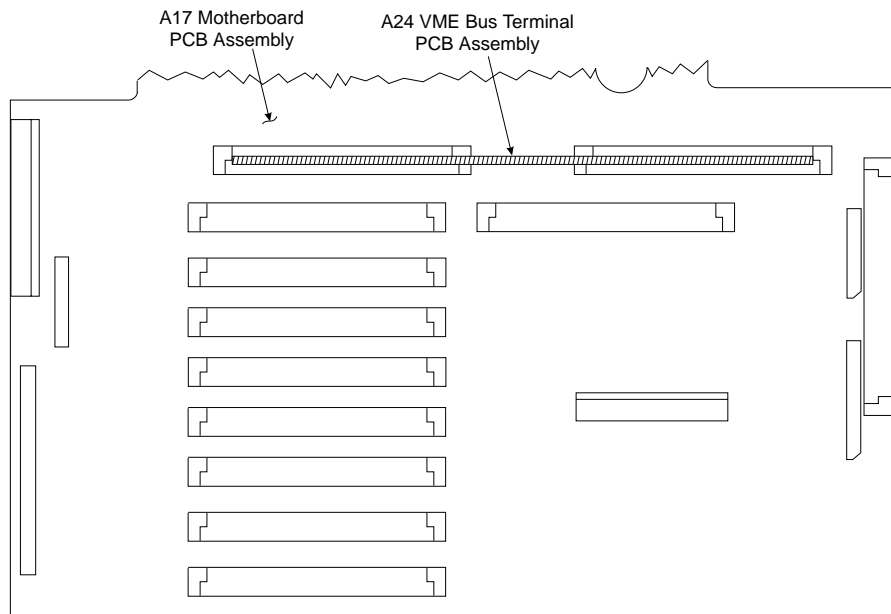 A17 Motherboard
PCB Assembly
A24 VME Bus Terminal
PCB Assembly